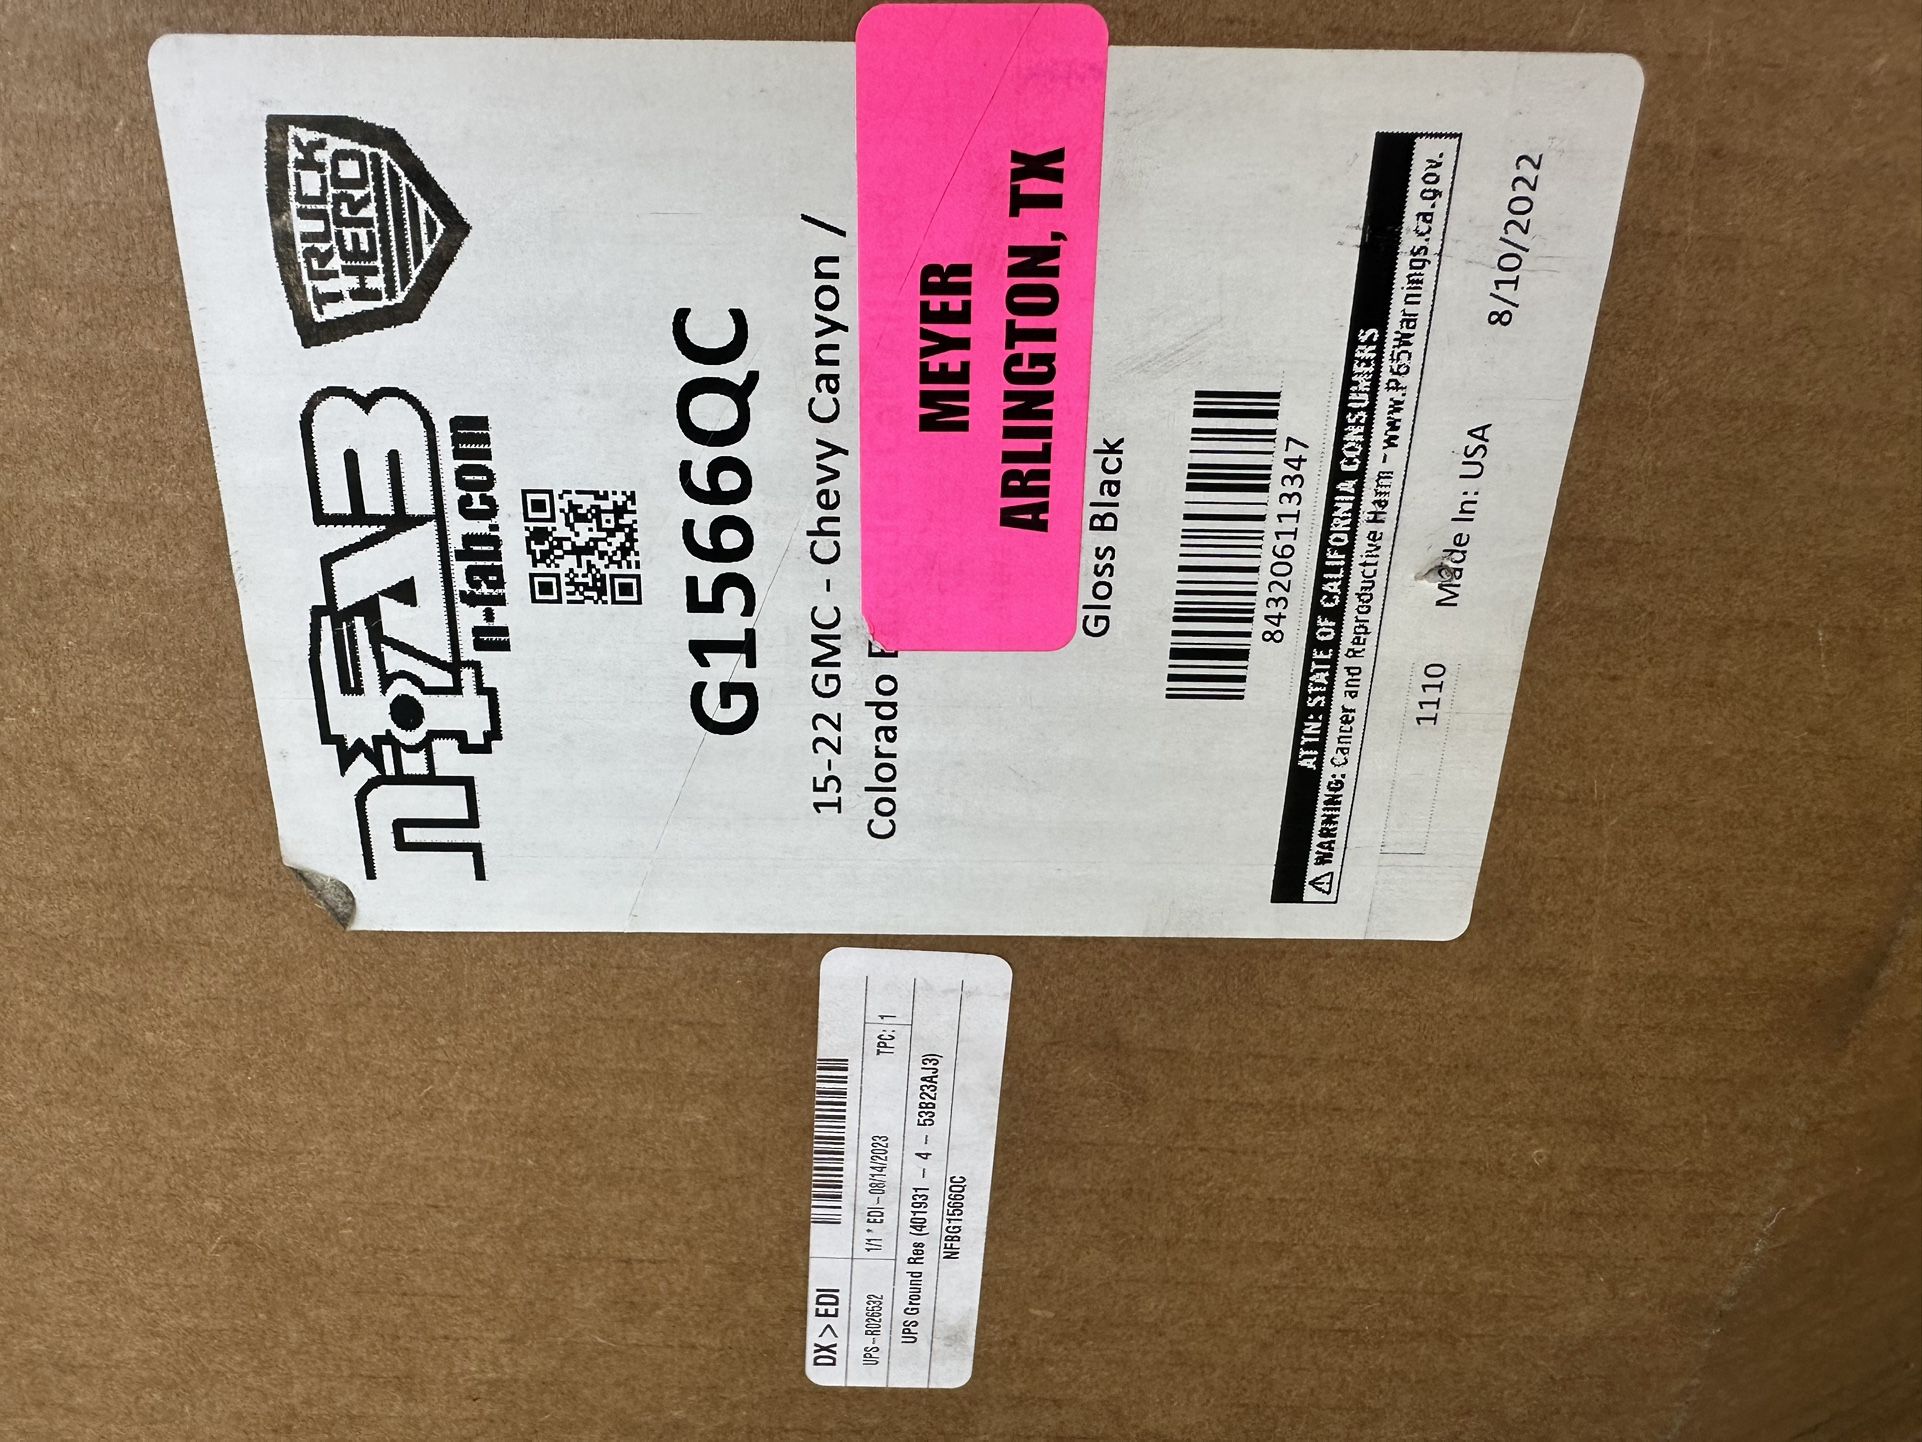 TRUCK
HERO
n·FAB
n-fab.com
G1566QC
15-22 GMC - Chevy Canyon /
Colorado
MEYER
ARLINGTON, TX
Gloss Black
843206113347
ATTN: STATE OF CALIFORNIA CONSUMERS
⚠ WARNING: Cancer and Reproductive Harm - www.P65Warnings.ca.gov.
1110 Made In: USA 8/10/2022
DX > EDI
UPS-R026532 1/1 * EDI-08/14/2023 TPC: 1
UPS Ground Res (401931 - 4 - 53B23AJ3)
NFBG1566QC